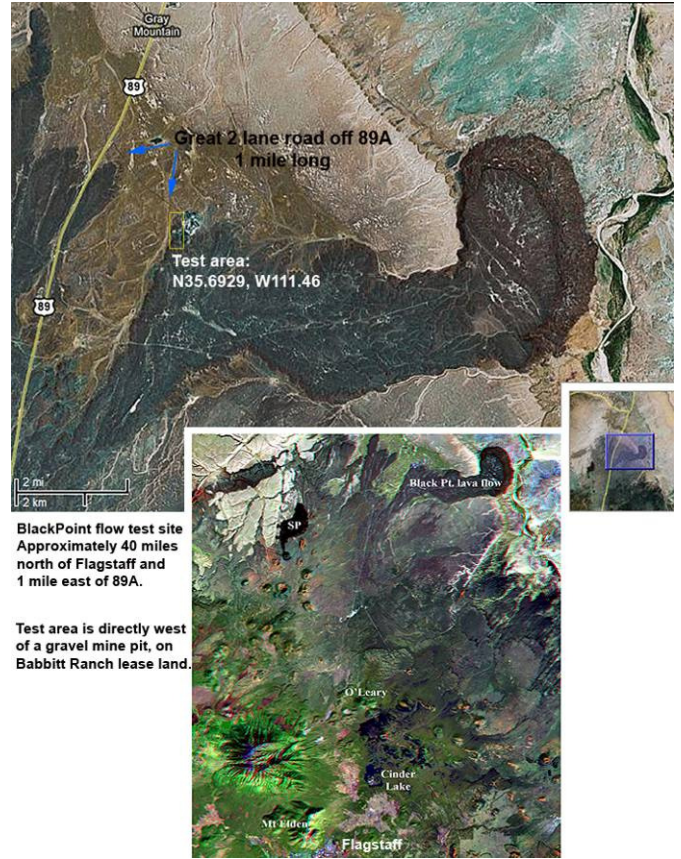 Gray
Mountain
89
Great 2 lane road off 89A
1 mile long
Test area:
N35.6929, W111.46
89
2 mi
2 km
BlackPoint flow test site
Approximately 40 miles
north of Flagstaff and
1 mile east of 89A.
Test area is directly west
of a gravel mine pit, on
Babbitt Ranch lease land.
Black Pt. lava flow
SP
O'Leary
Cinder
Lake
Mt Elden
Flagstaff